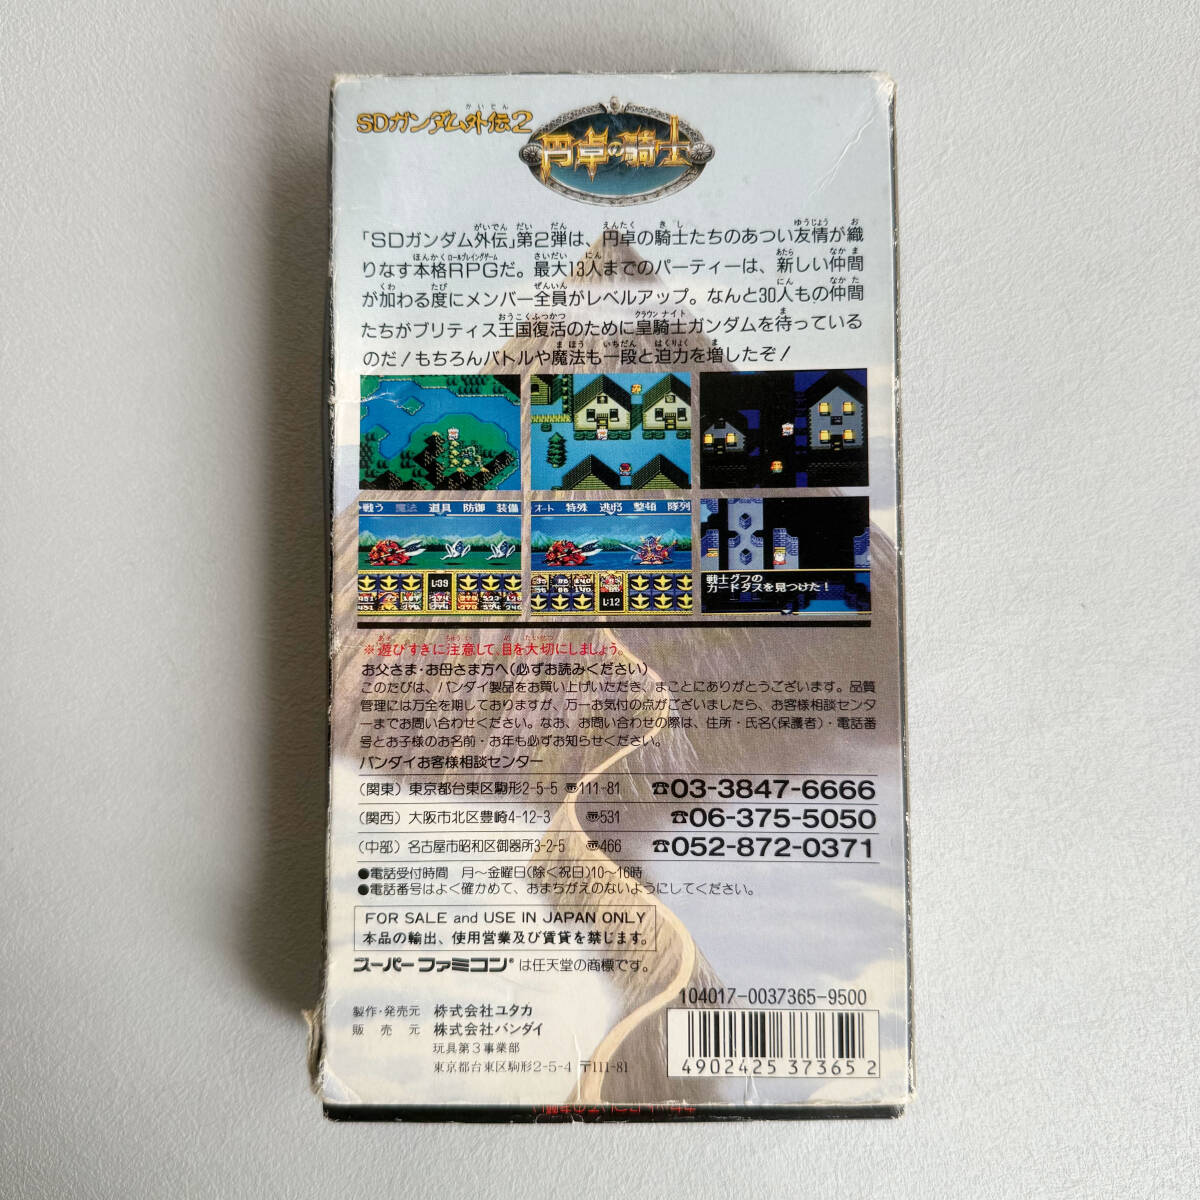 SDガンダム外伝2
かいでん
円卓の騎士
「SDガンダム外伝」第2弾は、円卓の騎士たちのあつい友情が織
りなす本格RPGだ。最大13人までのパーティーは、新しい仲間
が加わる度にメンバー全員がレベルアップ。なんと30人もの仲間
たちがブリティス王国復活のために皇騎士ガンダムを待っている
のだ！もちろんバトルや魔法も一段と迫力を増したぞ！
戦う 魔法 道具 防御 装備
オート 特殊 逃形 整頓 隊列
L:39
L:12
戦士グフの
カードダスを見つけた！
※遊びすぎに注意して、目を大切にしましょう。
お父さま・お母さま方へ(必ずお読みください)
このたびは、バンダイ製品をお買い上げいただき、まことにありがとうございます。品質
管理には万全を期しておりますが、万一お気付の点がございましたら、お客様相談センタ
ーまでお問い合わせください。なお、お問い合わせの際は、住所・氏名(保護者)・電話番
号とお子様のお名前・お年も必ずお知らせください。
バンダイお客様相談センター
(関東) 東京都台東区駒形2-5-5 〠111-81 ☎03-3847-6666
(関西) 大阪市北区豊崎4-12-3 〠531 ☎06-375-5050
(中部) 名古屋市昭和区御器所3-2-5 〠466 ☎052-872-0371
●電話受付時間 月〜金曜日(除く祝日)10〜16時
●電話番号はよく確かめて、おまちがえのないようにしてください。
FOR SALE and USE IN JAPAN ONLY
本品の輸出、使用営業及び賃貸を禁じます。
スーパーファミコン®は任天堂の商標です。
104017-0037365-9500
製作・発売元 株式会社ユタカ
販売元 株式会社バンダイ
玩具第3事業部
東京都台東区駒形2-5-4 〒111-81
4902425 373652